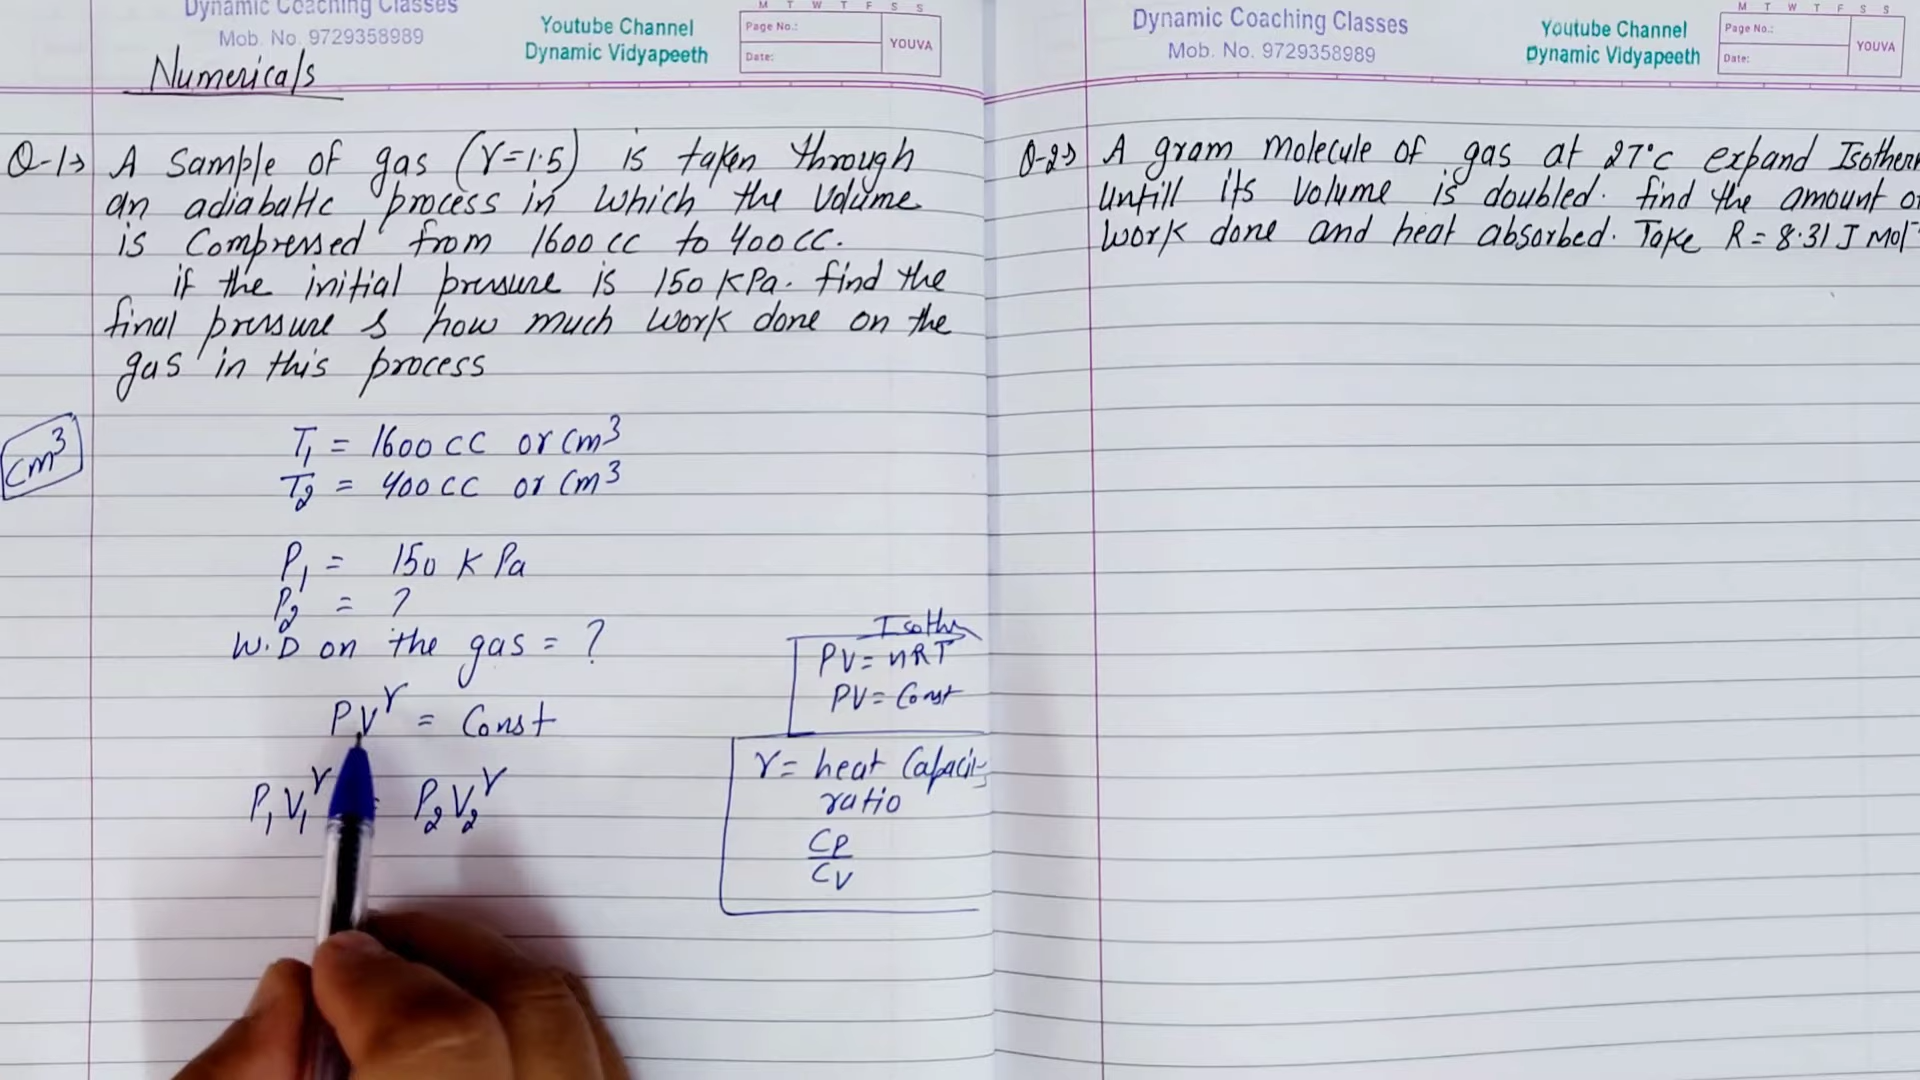 Dynamic Coaching Classes
Mob. No. 9729358989
Youtube Channel
Dynamic Vidyapeeth
M T W T F S S
Page No.:
Date:
YOUVA
Numericals
Q-1→ A Sample of gas (γ=1.5) is taken through
an adiabatic process in which the volume
is Compressed from 1600 cc to 400 cc.
if the initial pressure is 150 KPa. find the
final pressure & how much work done on the
gas in this process
cm³
T₁ = 1600 CC or Cm³
T₂ = 400 CC or Cm³
P₁ = 150 K Pa
P₂ = ?
W.D on the gas = ?
PV^γ = Const
P₁V₁^γ = P₂V₂^γ
PV = nRT
PV = Const
γ = heat
ratio
CP
CV
Dynamic Coaching Classes
Mob. No. 9729358989
Youtube Channel
Dynamic Vidyapeeth
M T W T F S S
Page No.:
Date:
YOUVA
Q-2→ A gram molecule of gas at 27°C expand
Untill its volume is doubled. find the amount
work done and heat absorbed. Take R = 8.31 J Mol